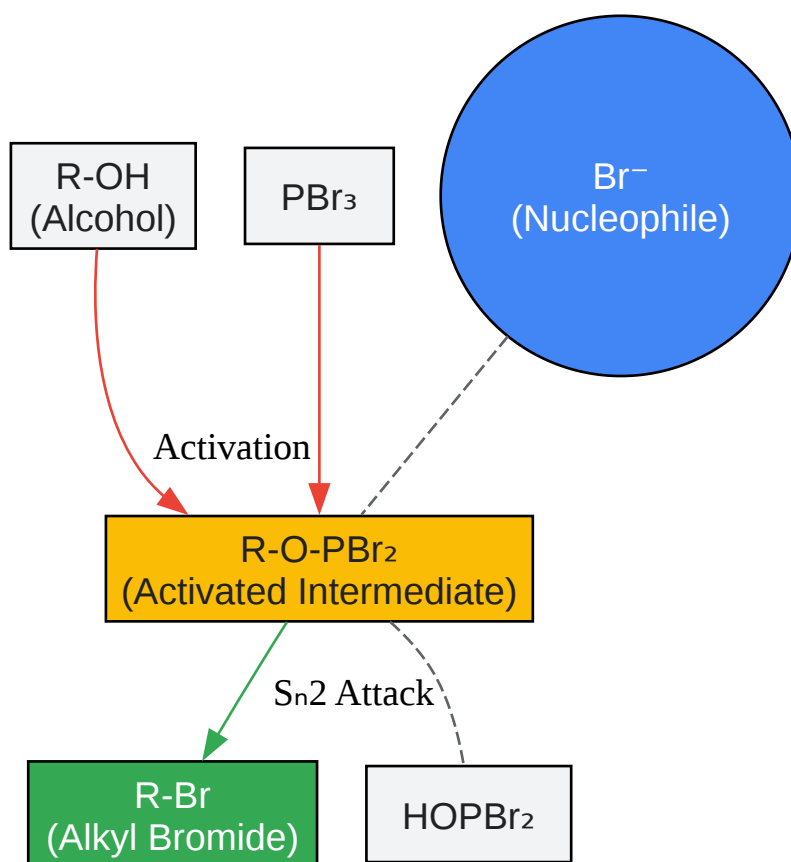 R-OH
(Alcohol)
PBr₃
Br⁻
(Nucleophile)
Activation
R-O-PBr₂
(Activated Intermediate)
Sₙ2 Attack
R-Br
(Alkyl Bromide)
HOPBr₂